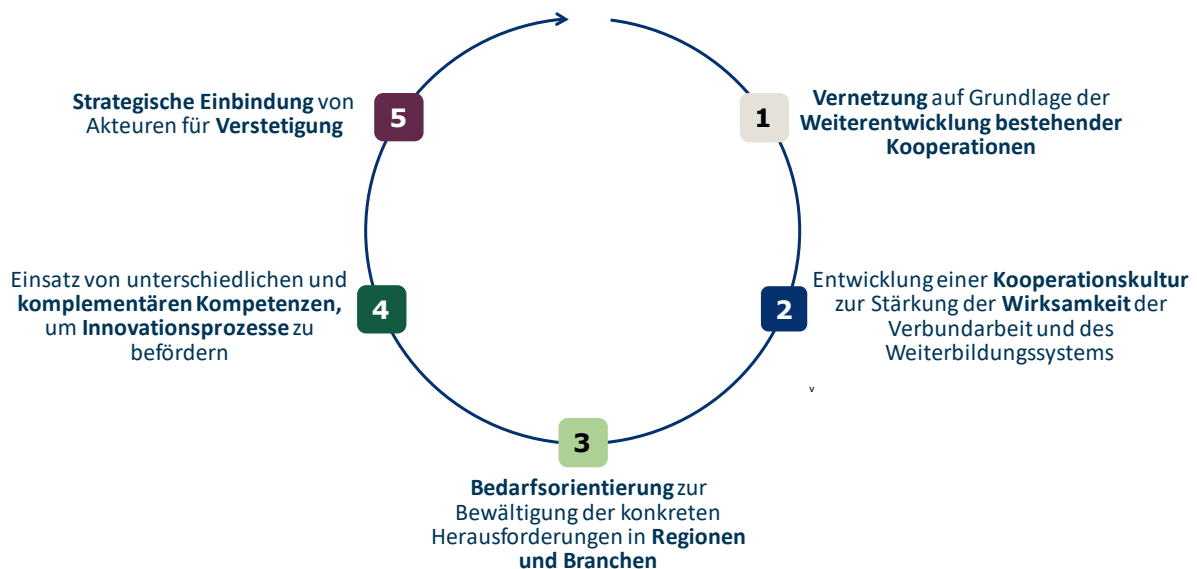 1
Vernetzung auf Grundlage der
Weiterentwicklung bestehender
Kooperationen
2
Entwicklung einer Kooperationskultur
zur Stärkung der Wirksamkeit der
Verbundarbeit und des
Weiterbildungssystems
v
3
Bedarfsorientierung zur
Bewältigung der konkreten
Herausforderungen in Regionen
und Branchen
4
Einsatz von unterschiedlichen und
komplementären Kompetenzen,
um Innovationsprozesse zu
befördern
5
Strategische Einbindung von
Akteuren für Verstetigung